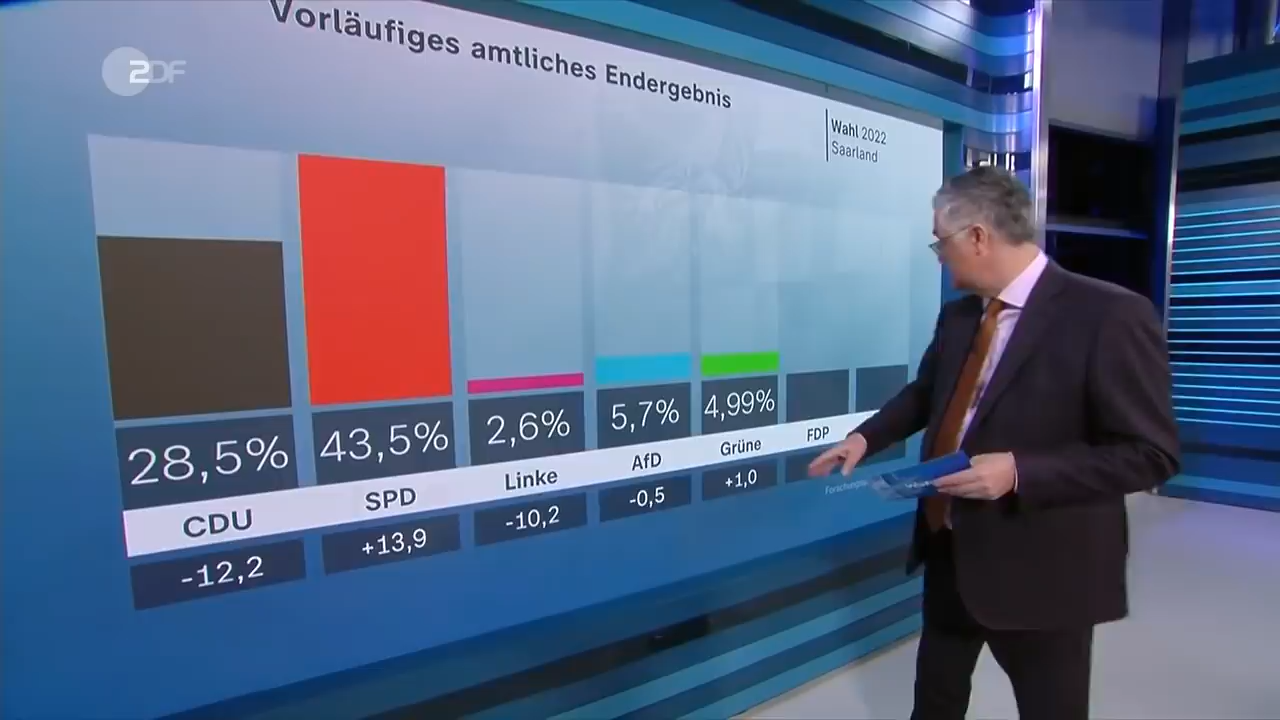 ZDF
Vorläufiges amtliches Endergebnis
Wahl 2022
Saarland
28,5% 43,5% 2,6% 5,7% 4,99%
CDU SPD Linke AfD Grüne FDP
-12,2 +13,9 -10,2 -0,5 +1,0